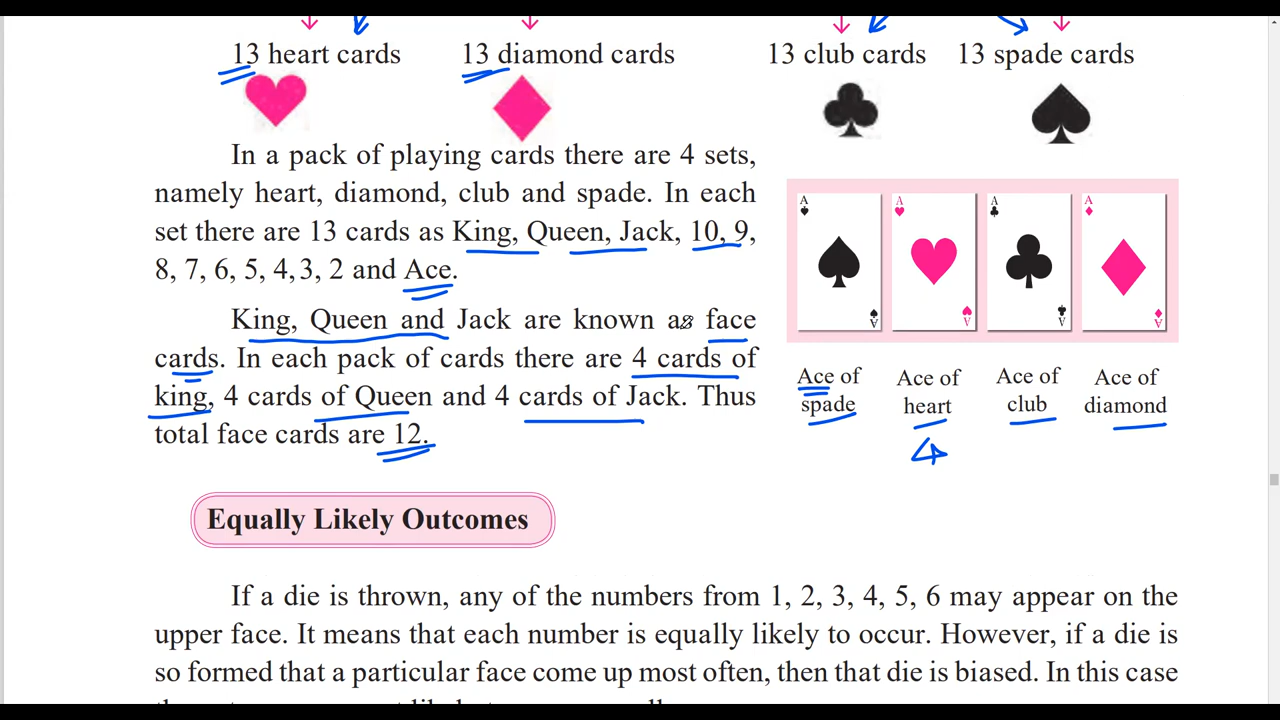 13 heart cards 13 diamond cards 13 club cards 13 spade cards
In a pack of playing cards there are 4 sets,
namely heart, diamond, club and spade. In each
set there are 13 cards as King, Queen, Jack, 10, 9,
8, 7, 6, 5, 4, 3, 2 and Ace.
King, Queen and Jack are known as face
cards. In each pack of cards there are 4 cards of
king, 4 cards of Queen and 4 cards of Jack. Thus
total face cards are 12.
A A A A
A A A A
Ace of spade
Ace of heart
Ace of club
Ace of diamond
4
Equally Likely Outcomes
If a die is thrown, any of the numbers from 1, 2, 3, 4, 5, 6 may appear on the
upper face. It means that each number is equally likely to occur. However, if a die is
so formed that a particular face come up most often, then that die is biased. In this case